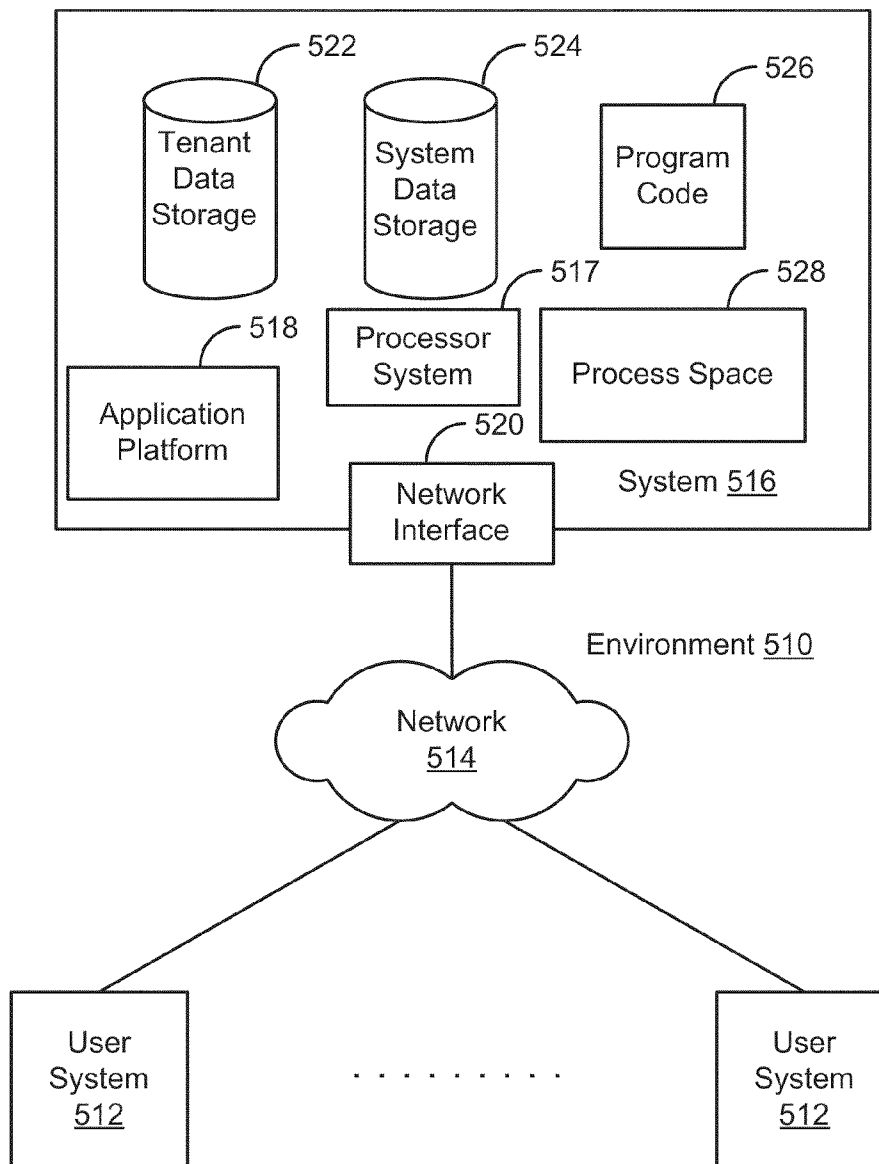 522
524
526
Tenant
Data
Storage
System
Data
Storage
Program
Code
517
528
518
Processor
System
Process Space
Application
Platform
520
Network
Interface
System 516
Environment 510
Network
514
User
System
512
. . . . . . . . .
User
System
512